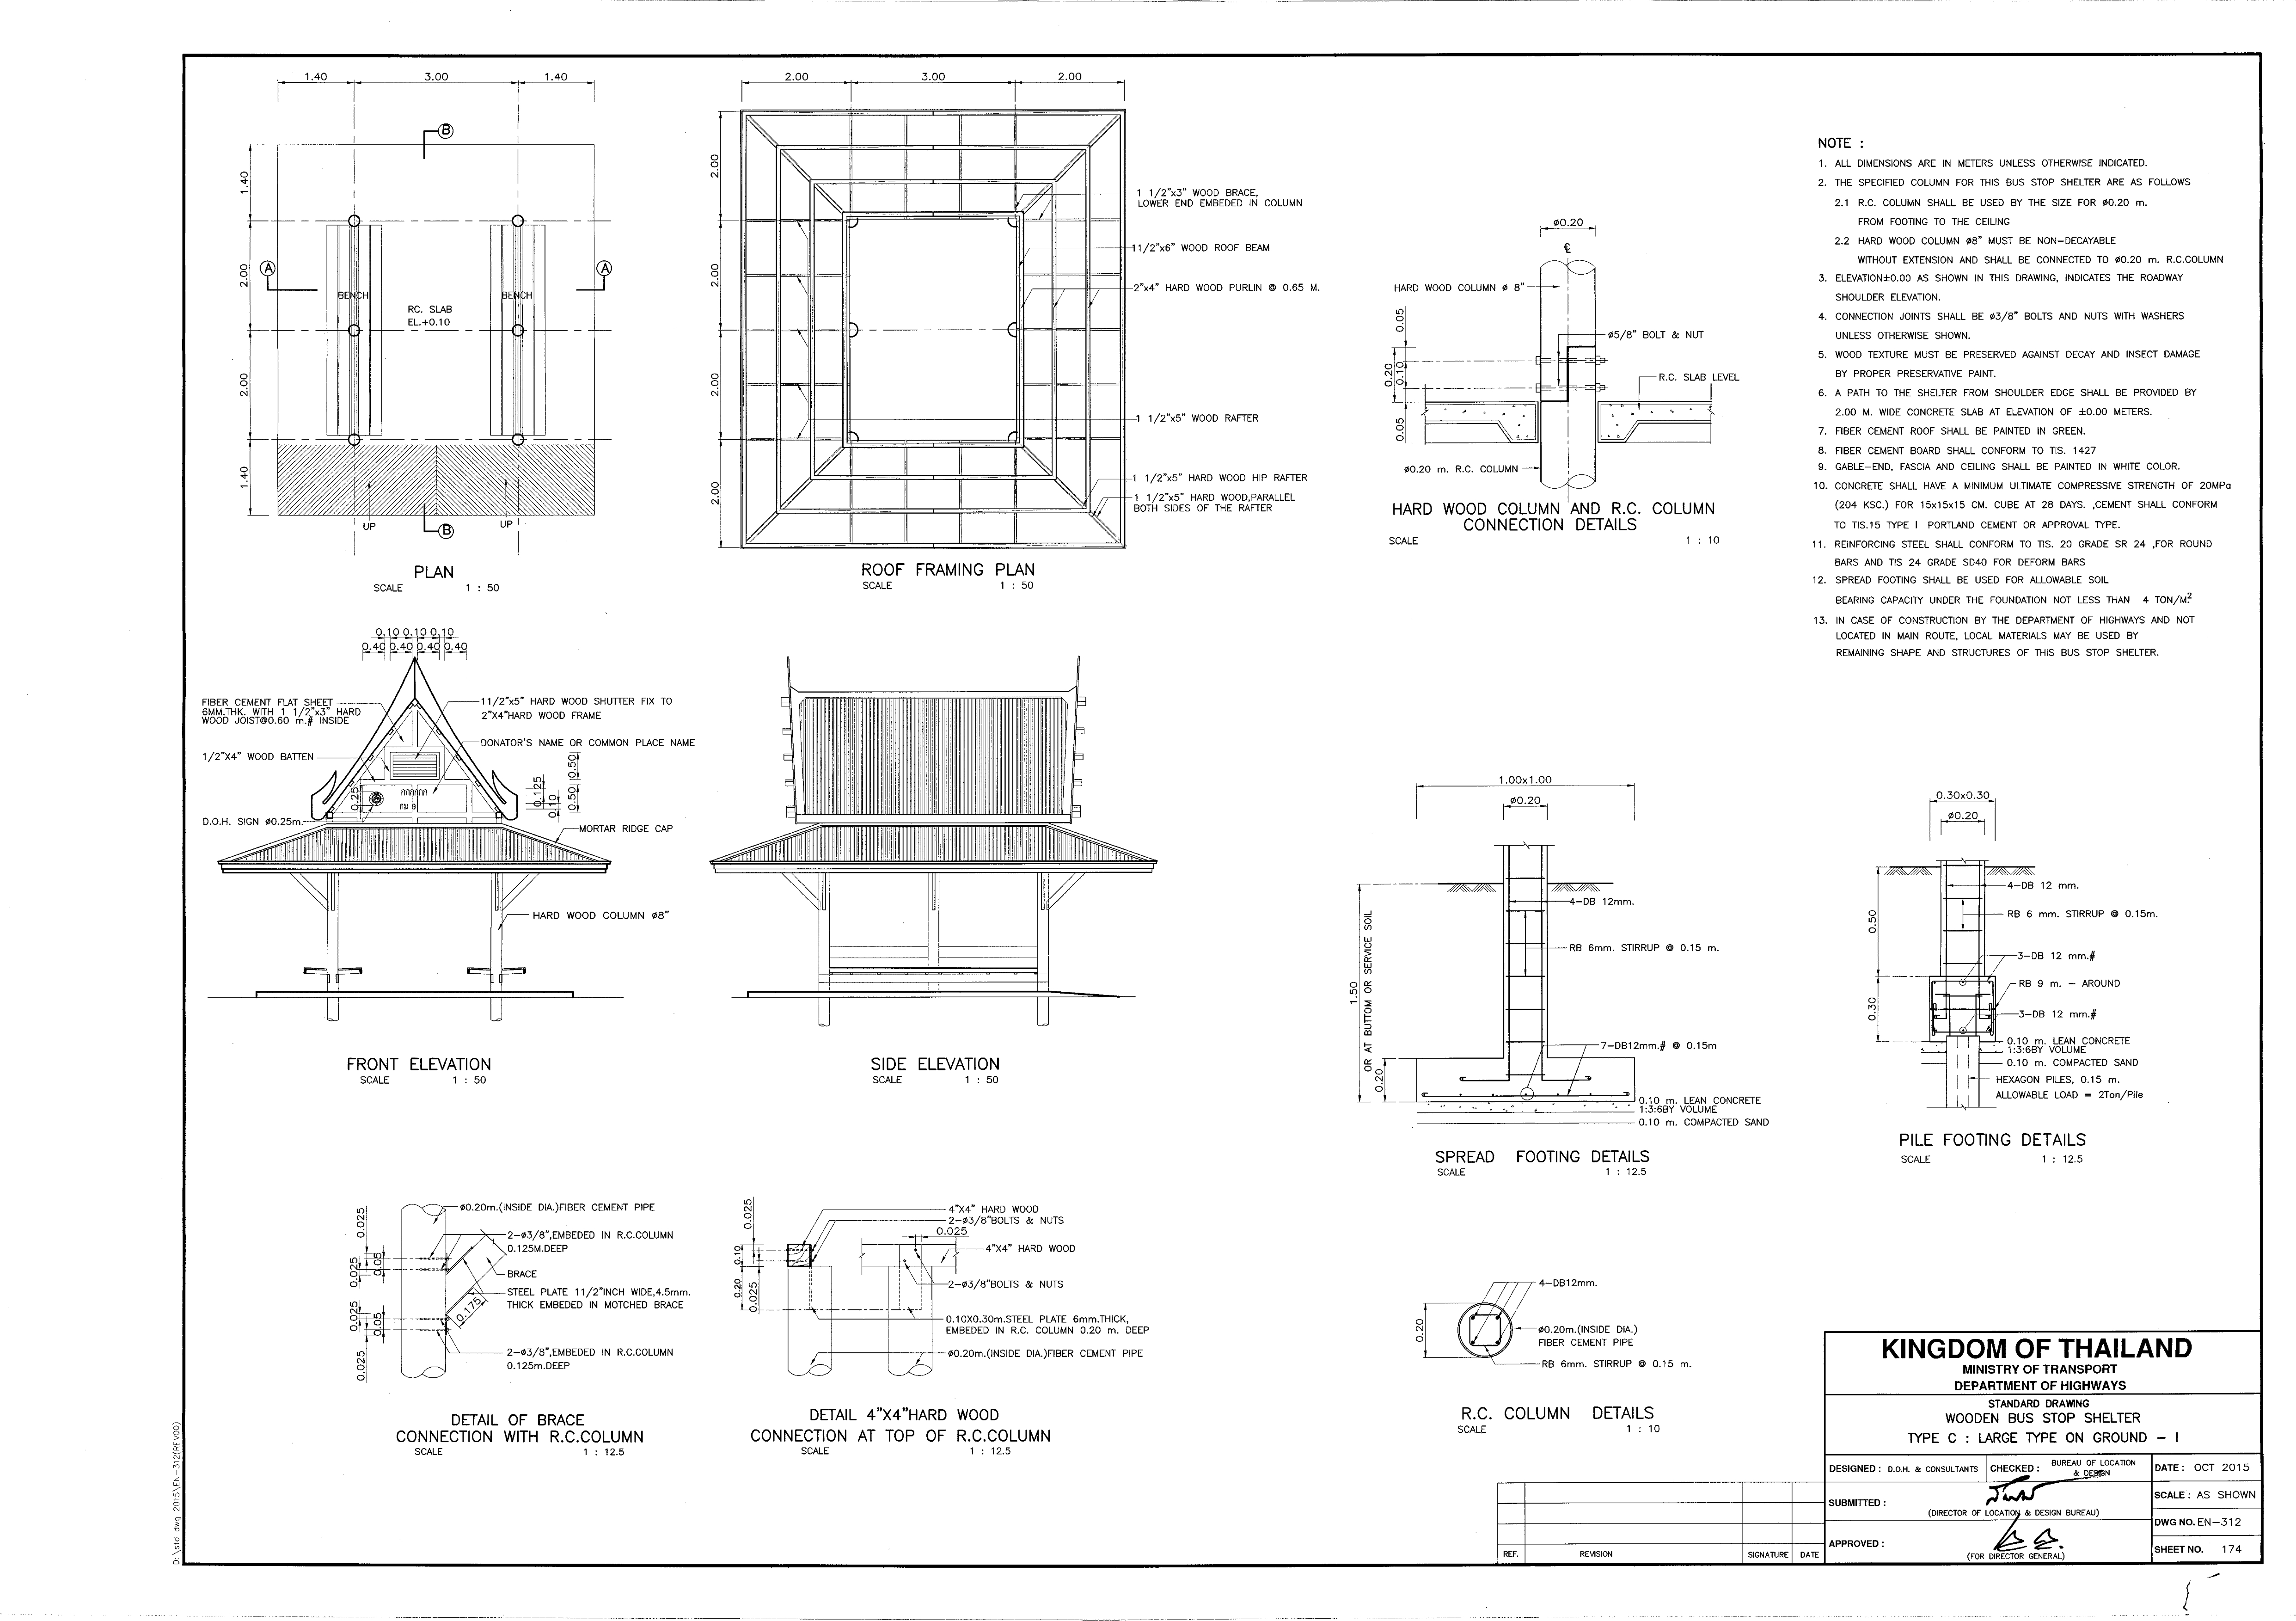 1.40 3.00 1.40
B
1.40
2.00
2.00
1.40
A
A
BENCH
BENCH
RC. SLAB
EL.+0.10
UP
UP
B
PLAN
SCALE 1 : 50
2.00 3.00 2.00
2.00
2.00
2.00
2.00
1 1/2"x3" WOOD BRACE,
LOWER END EMBEDED IN COLUMN
11/2"x6" WOOD ROOF BEAM
2"x4" HARD WOOD PURLIN @ 0.65 M.
1 1/2"x5" WOOD RAFTER
1 1/2"x5" HARD WOOD HIP RAFTER
1 1/2"x5" HARD WOOD,PARALLEL
BOTH SIDES OF THE RAFTER
ROOF FRAMING PLAN
SCALE 1 : 50
ø0.20
℄
HARD WOOD COLUMN ø 8"
0.05
0.20
0.10
0.05
ø5/8" BOLT & NUT
R.C. SLAB LEVEL
ø0.20 m. R.C. COLUMN
HARD WOOD COLUMN AND R.C. COLUMN
CONNECTION DETAILS
SCALE 1 : 10
NOTE :
1. ALL DIMENSIONS ARE IN METERS UNLESS OTHERWISE INDICATED.
2. THE SPECIFIED COLUMN FOR THIS BUS STOP SHELTER ARE AS FOLLOWS
2.1 R.C. COLUMN SHALL BE USED BY THE SIZE FOR ø0.20 m.
FROM FOOTING TO THE CEILING
2.2 HARD WOOD COLUMN ø8" MUST BE NON-DECAYABLE
WITHOUT EXTENSION AND SHALL BE CONNECTED TO ø0.20 m. R.C.COLUMN
3. ELEVATION±0.00 AS SHOWN IN THIS DRAWING, INDICATES THE ROADWAY
SHOULDER ELEVATION.
4. CONNECTION JOINTS SHALL BE ø3/8" BOLTS AND NUTS WITH WASHERS
UNLESS OTHERWISE SHOWN.
5. WOOD TEXTURE MUST BE PRESERVED AGAINST DECAY AND INSECT DAMAGE
BY PROPER PRESERVATIVE PAINT.
6. A PATH TO THE SHELTER FROM SHOULDER EDGE SHALL BE PROVIDED BY
2.00 M. WIDE CONCRETE SLAB AT ELEVATION OF ±0.00 METERS.
7. FIBER CEMENT ROOF SHALL BE PAINTED IN GREEN.
8. FIBER CEMENT BOARD SHALL CONFORM TO TIS. 1427
9. GABLE-END, FASCIA AND CEILING SHALL BE PAINTED IN WHITE COLOR.
10. CONCRETE SHALL HAVE A MINIMUM ULTIMATE COMPRESSIVE STRENGTH OF 20MPa
(204 KSC.) FOR 15x15x15 CM. CUBE AT 28 DAYS. ,CEMENT SHALL CONFORM
TO TIS.15 TYPE I PORTLAND CEMENT OR APPROVAL TYPE.
11. REINFORCING STEEL SHALL CONFORM TO TIS. 20 GRADE SR 24 ,FOR ROUND
BARS AND TIS 24 GRADE SD40 FOR DEFORM BARS
12. SPREAD FOOTING SHALL BE USED FOR ALLOWABLE SOIL
BEARING CAPACITY UNDER THE FOUNDATION NOT LESS THAN 4 TON/M.²
13. IN CASE OF CONSTRUCTION BY THE DEPARTMENT OF HIGHWAYS AND NOT
LOCATED IN MAIN ROUTE, LOCAL MATERIALS MAY BE USED BY
REMAINING SHAPE AND STRUCTURES OF THIS BUS STOP SHELTER.
0.10 0.10 0.10
0.40 0.40 0.40 0.40
FIBER CEMENT FLAT SHEET
6MM.THK. WITH 1 1/2"x3" HARD
WOOD JOIST@0.60 m.# INSIDE
1/2"X4" WOOD BATTEN
D.O.H. SIGN ø0.25m.
11/2"x5" HARD WOOD SHUTTER FIX TO
2"X4"HARD WOOD FRAME
DONATOR'S NAME OR COMMON PLACE NAME
0.25
กกกกกก
กม ๑
0.125
0.10
0.50
0.50
MORTAR RIDGE CAP
HARD WOOD COLUMN ø8"
FRONT ELEVATION
SCALE 1 : 50
SIDE ELEVATION
SCALE 1 : 50
1.00x1.00
ø0.20
1.50
OR AT BUTTOM OR SERVICE SOIL
0.20
4-DB 12mm.
RB 6mm. STIRRUP @ 0.15 m.
7-DB12mm.# @ 0.15m
0.10 m. LEAN CONCRETE
1:3:6BY VOLUME
0.10 m. COMPACTED SAND
SPREAD FOOTING DETAILS
SCALE 1 : 12.5
0.30x0.30
ø0.20
0.50
0.30
4-DB 12 mm.
RB 6 mm. STIRRUP @ 0.15m.
3-DB 12 mm.#
RB 9 m. - AROUND
3-DB 12 mm.#
0.10 m. LEAN CONCRETE
1:3:6BY VOLUME
0.10 m. COMPACTED SAND
HEXAGON PILES, 0.15 m.
ALLOWABLE LOAD = 2Ton/Pile
PILE FOOTING DETAILS
SCALE 1 : 12.5
0.025
0.025
0.05
0.025
0.05
0.025
ø0.20m.(INSIDE DIA.)FIBER CEMENT PIPE
2-ø3/8",EMBEDED IN R.C.COLUMN
0.125M.DEEP
BRACE
STEEL PLATE 11/2"INCH WIDE,4.5mm.
THICK EMBEDED IN MOTCHED BRACE
0.175
2-ø3/8",EMBEDED IN R.C.COLUMN
0.125m.DEEP
DETAIL OF BRACE
CONNECTION WITH R.C.COLUMN
SCALE 1 : 12.5
0.025
0.10
0.20
0.025
4"X4" HARD WOOD
2-ø3/8"BOLTS & NUTS
0.025
4"X4" HARD WOOD
2-ø3/8"BOLTS & NUTS
0.10X0.30m.STEEL PLATE 6mm.THICK,
EMBEDED IN R.C. COLUMN 0.20 m. DEEP
ø0.20m.(INSIDE DIA.)FIBER CEMENT PIPE
DETAIL 4"X4"HARD WOOD
CONNECTION AT TOP OF R.C.COLUMN
SCALE 1 : 12.5
0.20
4-DB12mm.
ø0.20m.(INSIDE DIA.)
FIBER CEMENT PIPE
RB 6mm. STIRRUP @ 0.15 m.
R.C. COLUMN DETAILS
SCALE 1 : 10
KINGDOM OF THAILAND
MINISTRY OF TRANSPORT
DEPARTMENT OF HIGHWAYS
STANDARD DRAWING
WOODEN BUS STOP SHELTER
TYPE C : LARGE TYPE ON GROUND - I
DESIGNED : D.O.H. & CONSULTANTS
CHECKED : BUREAU OF LOCATION
& DESIGN
DATE : OCT 2015
SUBMITTED :
(DIRECTOR OF LOCATION & DESIGN BUREAU)
SCALE : AS SHOWN
DWG NO. EN-312
APPROVED :
(FOR DIRECTOR GENERAL)
SHEET NO. 174
REF. REVISION SIGNATURE DATE
D:\std dwg 2015\EN-312(REV00)